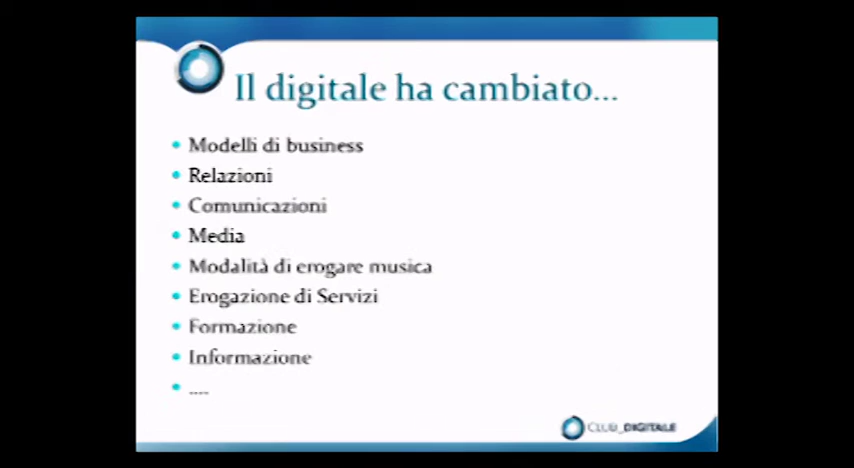 Il digitale ha cambiato...
Modelli di business
Relazioni
Comunicazioni
Media
Modalità di erogare musica
Erogazione di Servizi
Formazione
Informazione
....
CLUB_DIGITALE